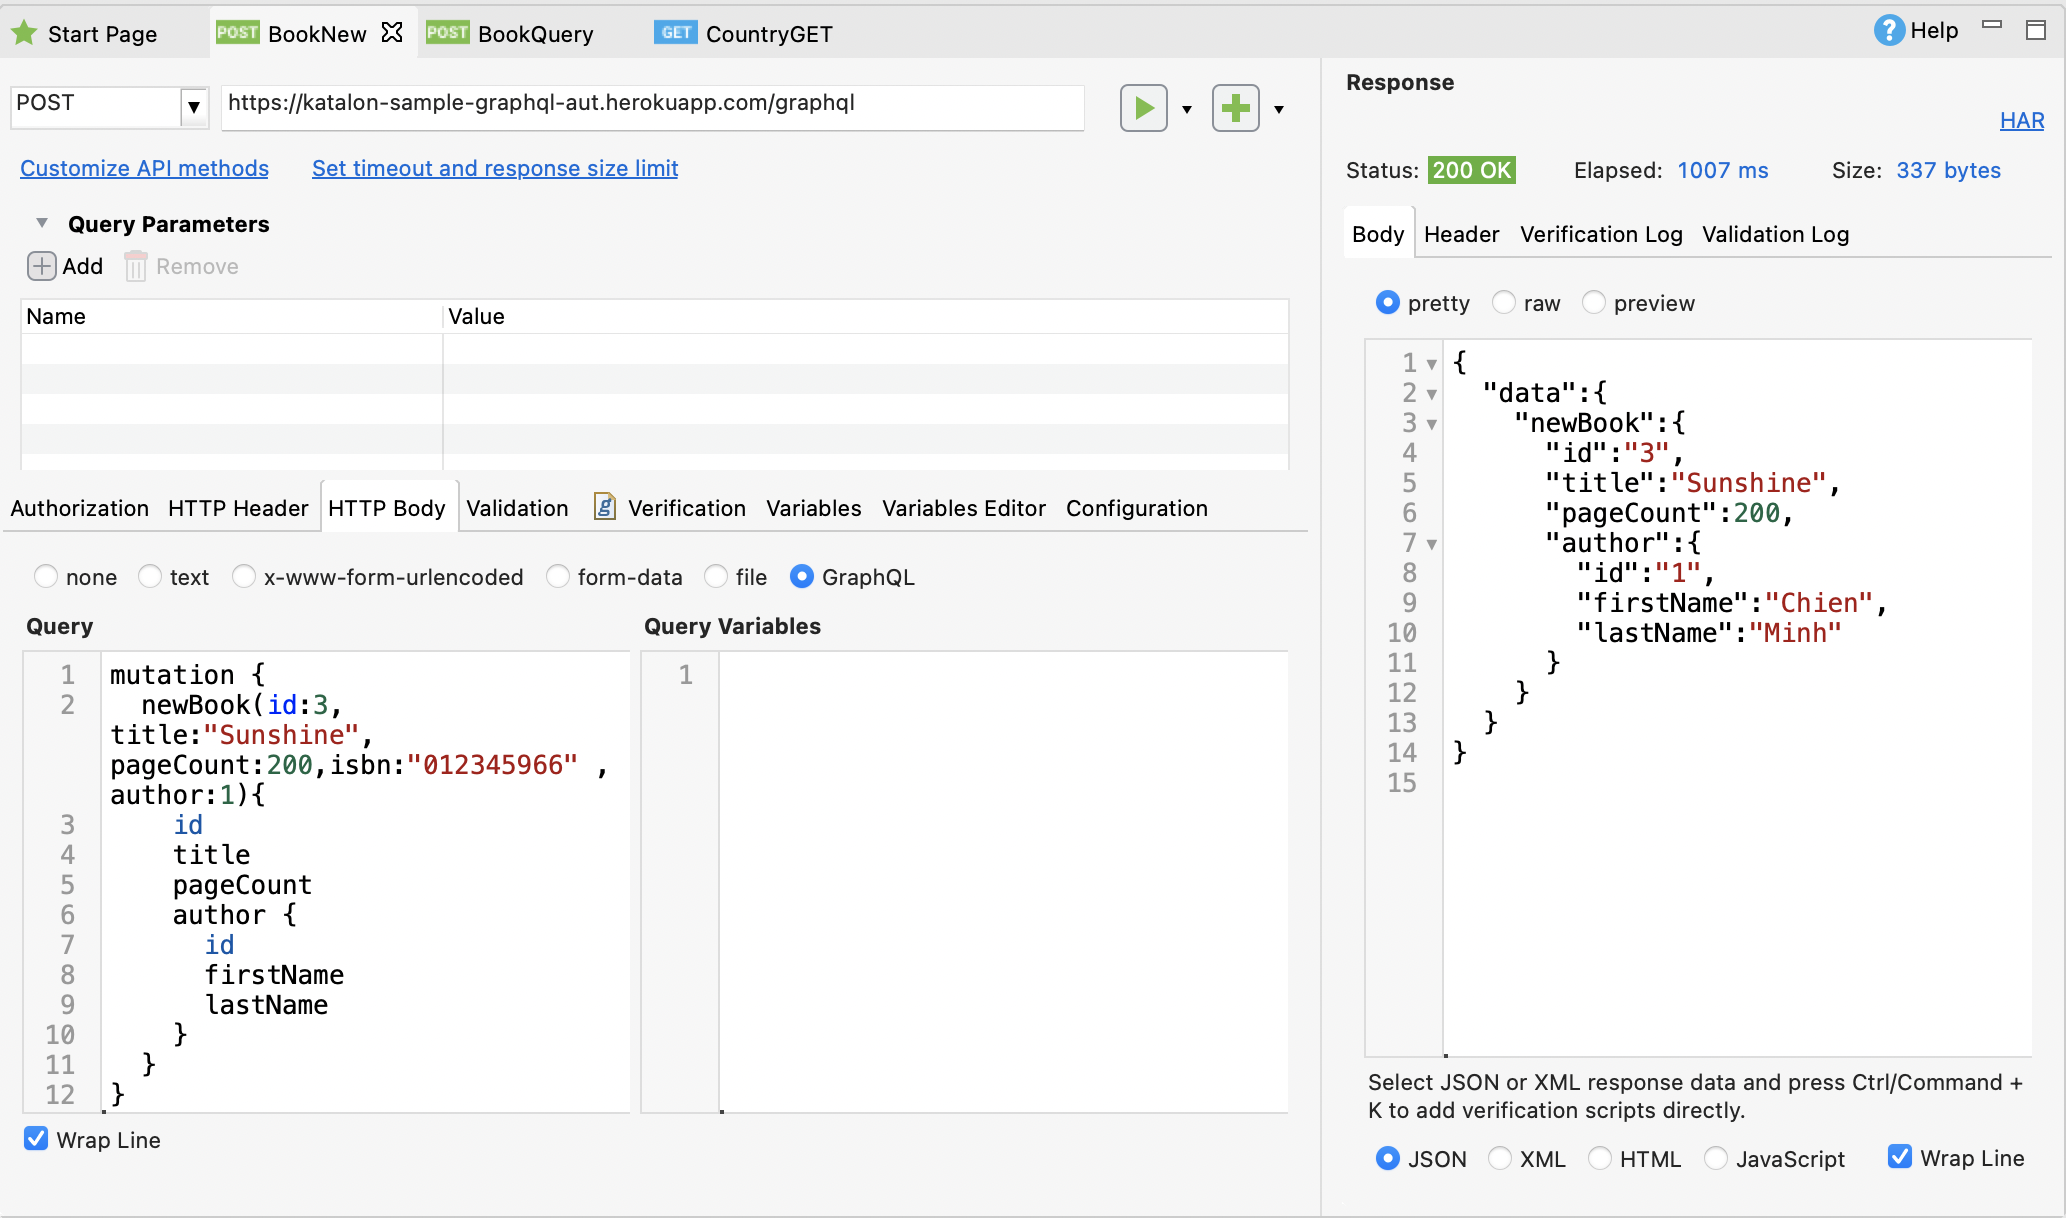 Start Page
POST BookNew
POST BookQuery
GET CountryGET
? Help
POST
https://katalon-sample-graphql-aut.herokuapp.com/graphql
Customize API methods
Set timeout and response size limit
Query Parameters
Add
Remove
Name
Value
Authorization
HTTP Header
HTTP Body
Validation
g Verification
Variables
Variables Editor
Configuration
none
text
x-www-form-urlencoded
form-data
file
GraphQL
Query
1 mutation {
2   newBook(id:3,
title:"Sunshine",
pageCount:200,isbn:"012345966" ,
author:1){
3     id
4     title
5     pageCount
6     author {
7       id
8       firstName
9       lastName
10     }
11   }
12 }
Wrap Line
Query Variables
1
Response
HAR
Status: 200 OK
Elapsed: 1007 ms
Size: 337 bytes
Body
Header
Verification Log
Validation Log
pretty
raw
preview
1 {
2   "data":{
3     "newBook":{
4       "id":"3",
5       "title":"Sunshine",
6       "pageCount":200,
7       "author":{
8         "id":"1",
9         "firstName":"Chien",
10         "lastName":"Minh"
11       }
12     }
13   }
14 }
15
Select JSON or XML response data and press Ctrl/Command +
K to add verification scripts directly.
JSON
XML
HTML
JavaScript
Wrap Line